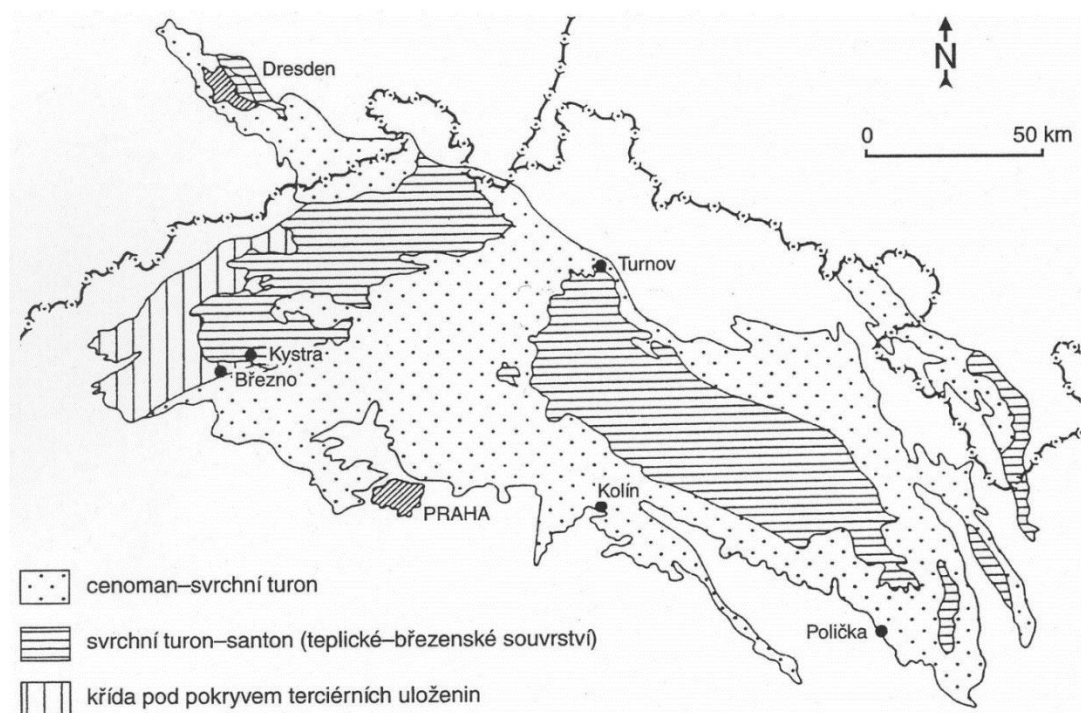 Dresden
N
0 50 km
Turnov
Kystra
Březno
Kolín
PRAHA
Polička
cenoman–svrchní turon
svrchní turon–santon (teplické–březenské souvrství)
křída pod pokryvem terciérních uloženin